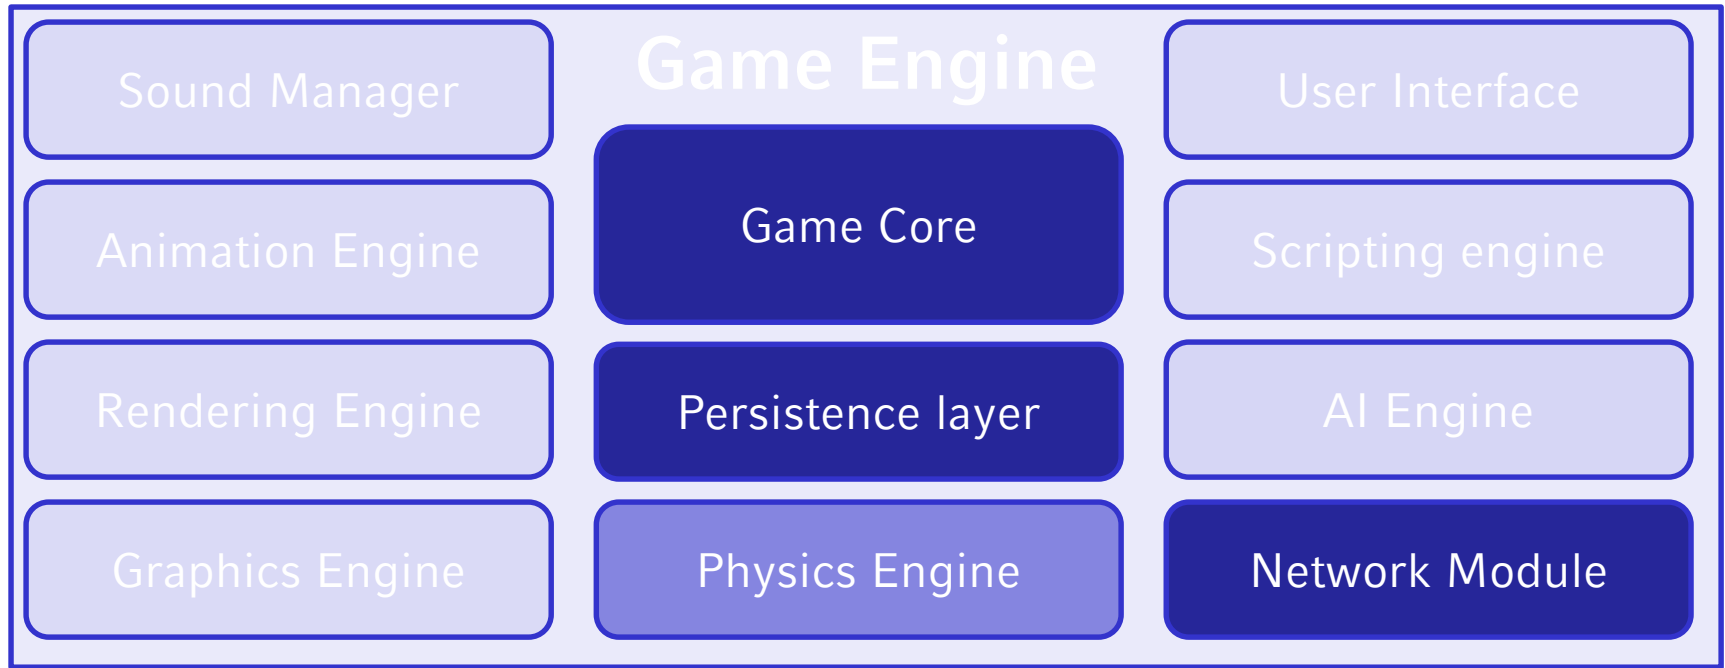 Game Engine
Sound Manager
Animation Engine
Rendering Engine
Graphics Engine
Game Core
Persistence layer
Physics Engine
User Interface
Scripting engine
AI Engine
Network Module